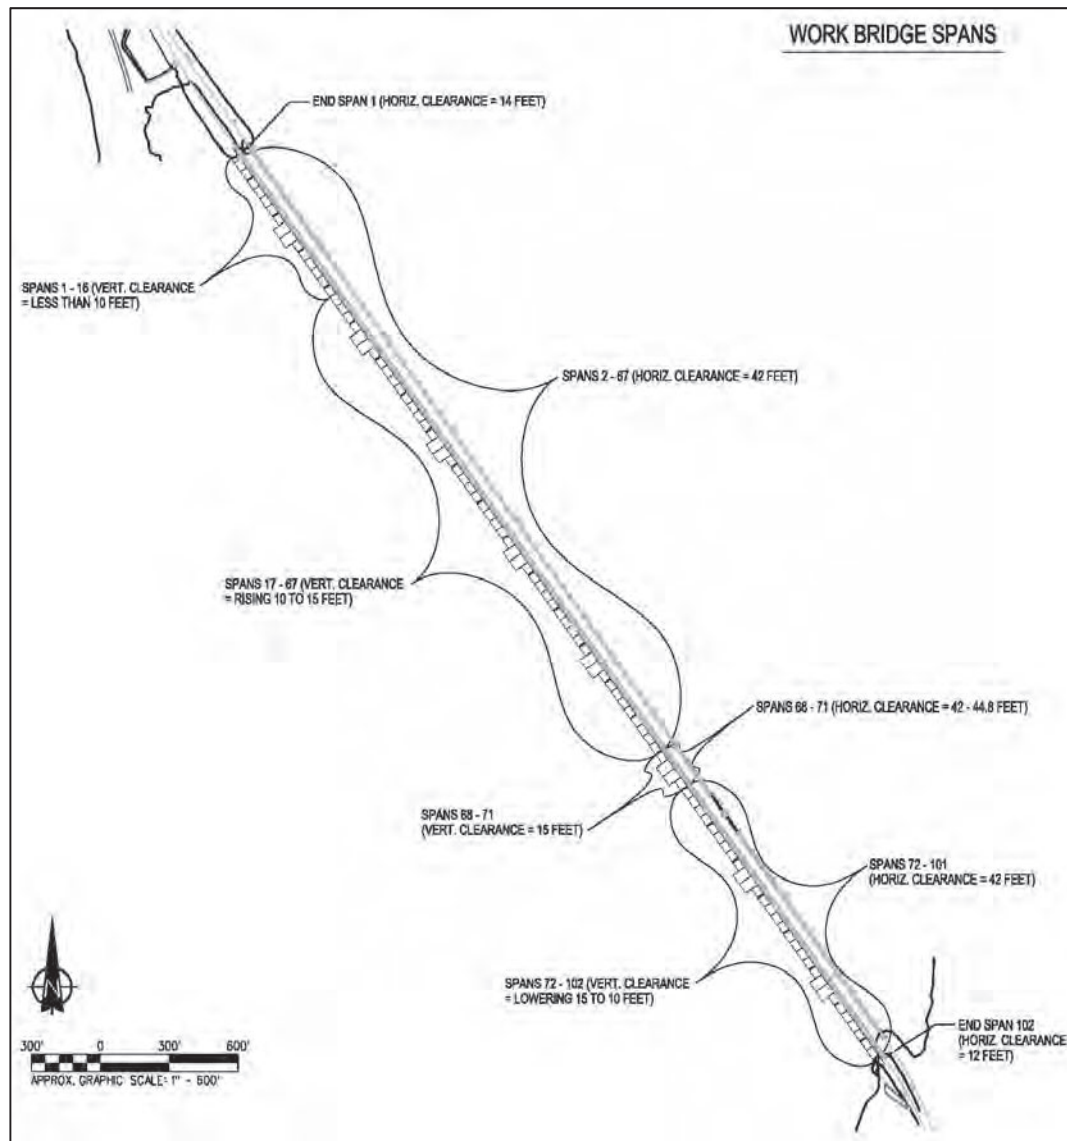 WORK BRIDGE SPANS
END SPAN 1 (HORIZ. CLEARANCE = 14 FEET)
SPANS 1 - 16 (VERT. CLEARANCE
= LESS THAN 10 FEET)
SPANS 2 - 67 (HORIZ. CLEARANCE = 42 FEET)
SPANS 17 - 67 (VERT. CLEARANCE
= RISING 10 TO 15 FEET)
SPANS 68 - 71 (HORIZ. CLEARANCE = 42 - 44.8 FEET)
SPANS 68 - 71
(VERT. CLEARANCE = 15 FEET)
SPANS 72 - 101
(HORIZ. CLEARANCE = 42 FEET)
SPANS 72 - 102 (VERT. CLEARANCE
= LOWERING 15 TO 10 FEET)
END SPAN 102
(HORIZ. CLEARANCE
= 12 FEET)
N
300' 0 300' 600'
APPROX. GRAPHIC SCALE: 1" - 600'